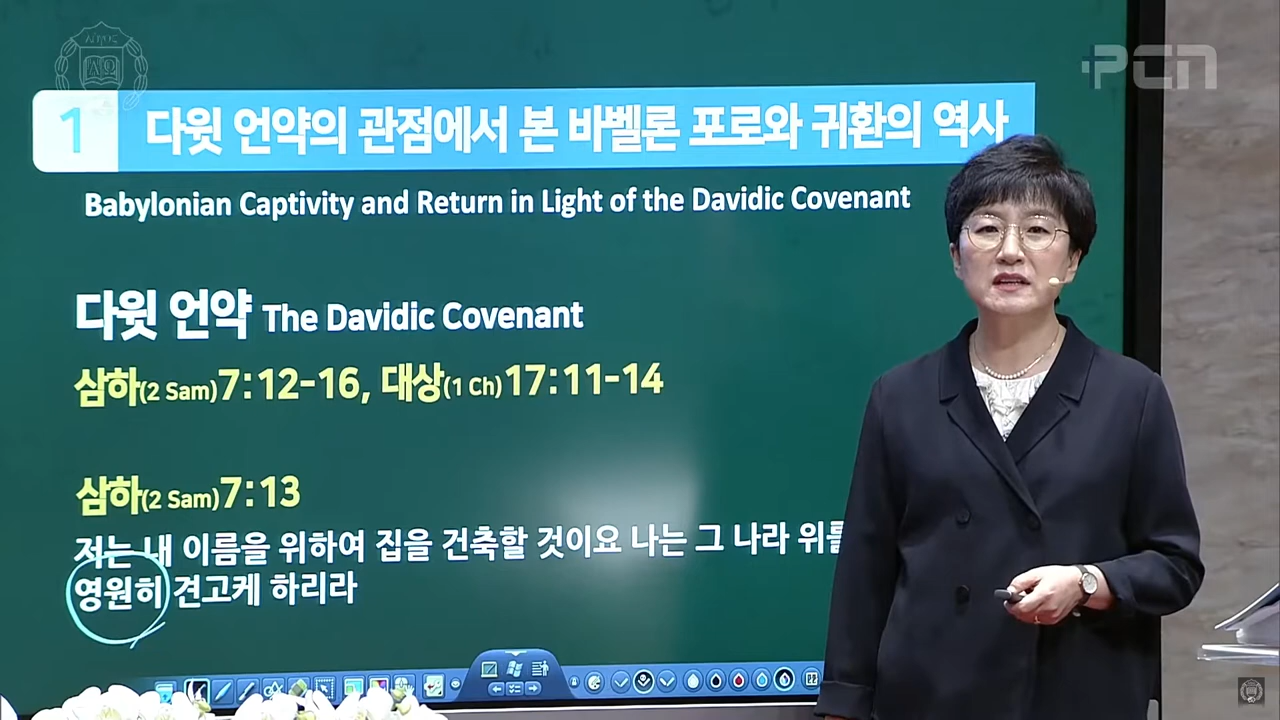 PCN
1 다윗 언약의 관점에서 본 바벨론 포로와 귀환의 역사
Babylonian Captivity and Return in Light of the Davidic Covenant
다윗 언약 The Davidic Covenant
삼하(2 Sam)7:12-16, 대상(1 Ch)17:11-14
삼하(2 Sam)7:13
저는 내 이름을 위하여 집을 건축할 것이요 나는 그 나라 위를
영원히 견고케 하리라